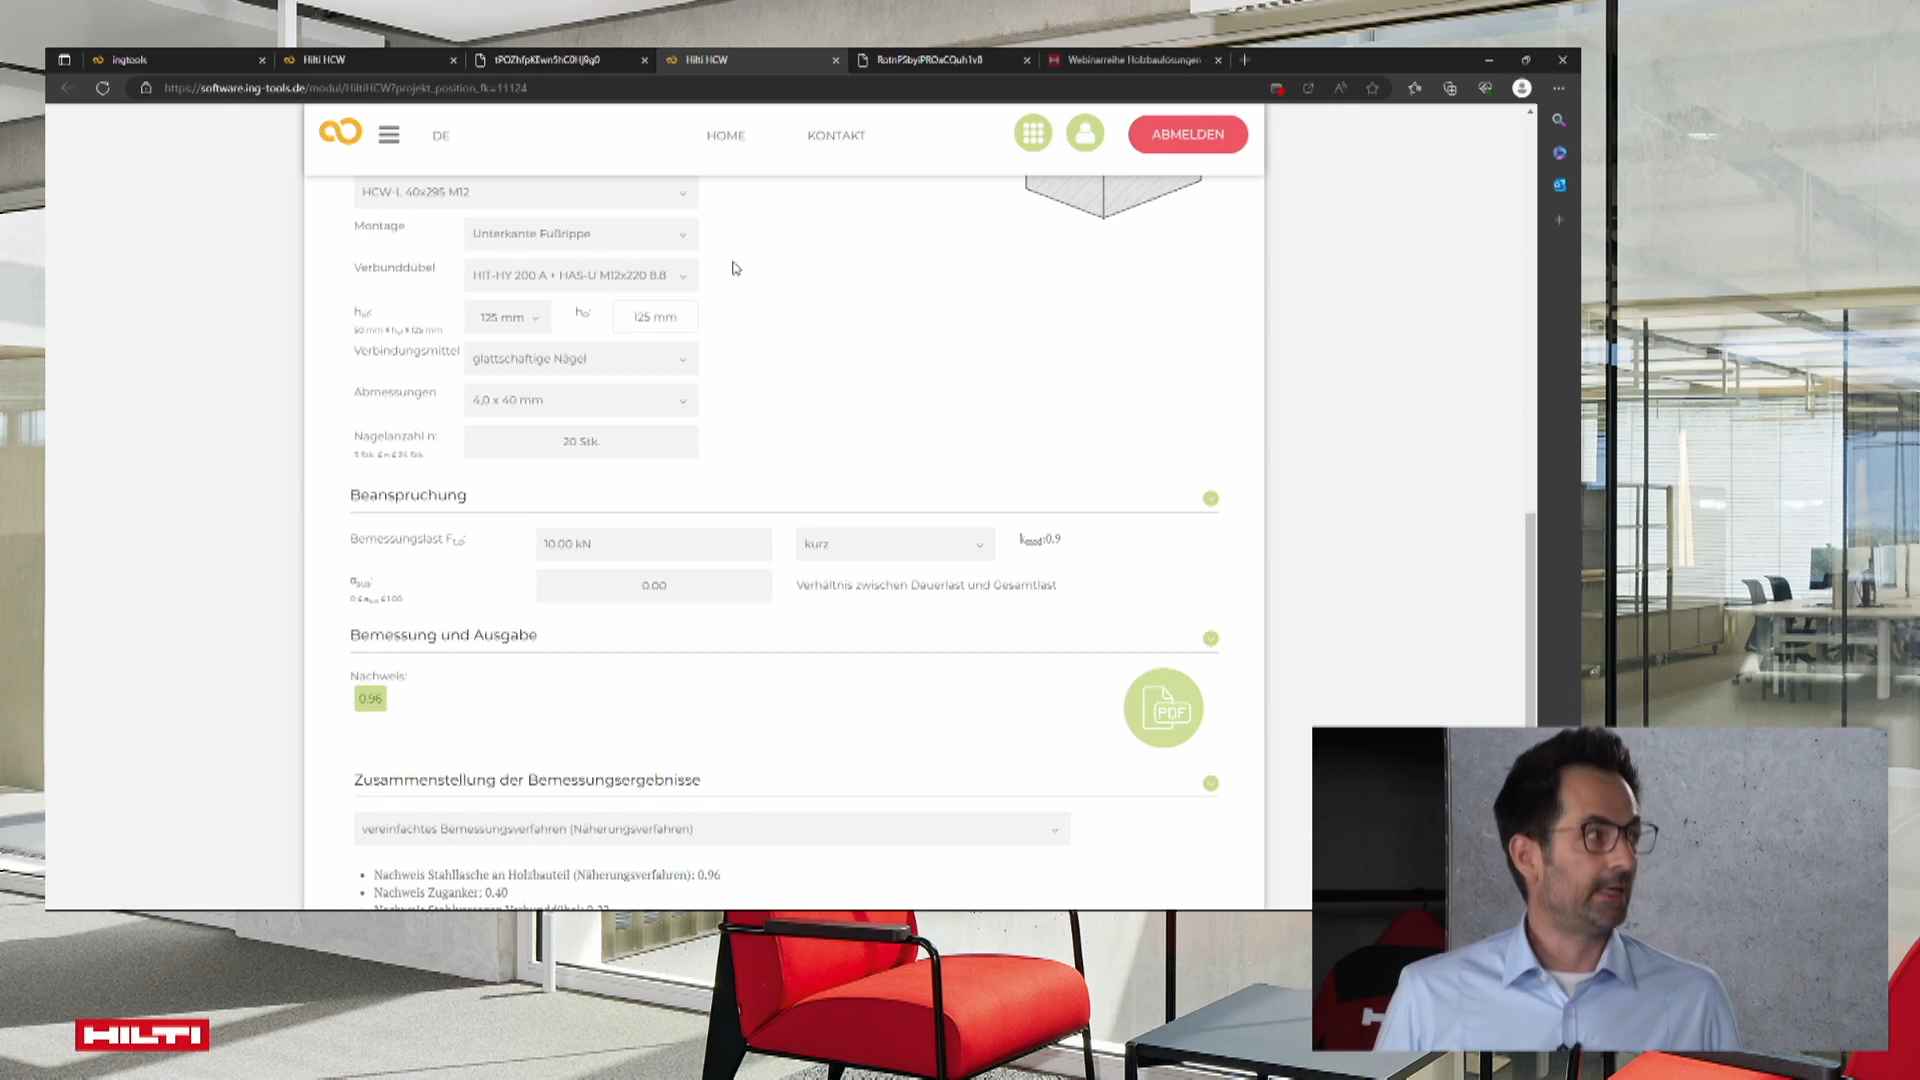 ingtools
Hilti HCW
Hilti HCW
Webinarreihe Holzbaulösungen
https://software.ing-tools.de/modul/HiltiHCW?projekt_position_fk=11124
DE
HOME
KONTAKT
ABMELDEN
HCW-L 40x295 M12
Montage
Unterkante Fußrippe
Verbunddübel
HIT-HY 200 A + HAS-U M12x220 8.8
hef:
125 mm
h0:
125 mm
Verbindungsmittel
glattschaftige Nägel
Abmessungen
4,0 x 40 mm
Nagelanzahl n:
20 Stk.
Beanspruchung
Bemessungslast
10.00 kN
kurz
kmod:0.9
0.00
Verhältnis zwischen Dauerlast und Gesamtlast
Bemessung und Ausgabe
Nachweis:
0.96
PDF
Zusammenstellung der Bemessungsergebnisse
vereinfachtes Bemessungsverfahren (Näherungsverfahren)
• Nachweis Stahllasche an Holzbauteil (Näherungsverfahren): 0.96
• Nachweis Zuganker: 0.40
HILTI